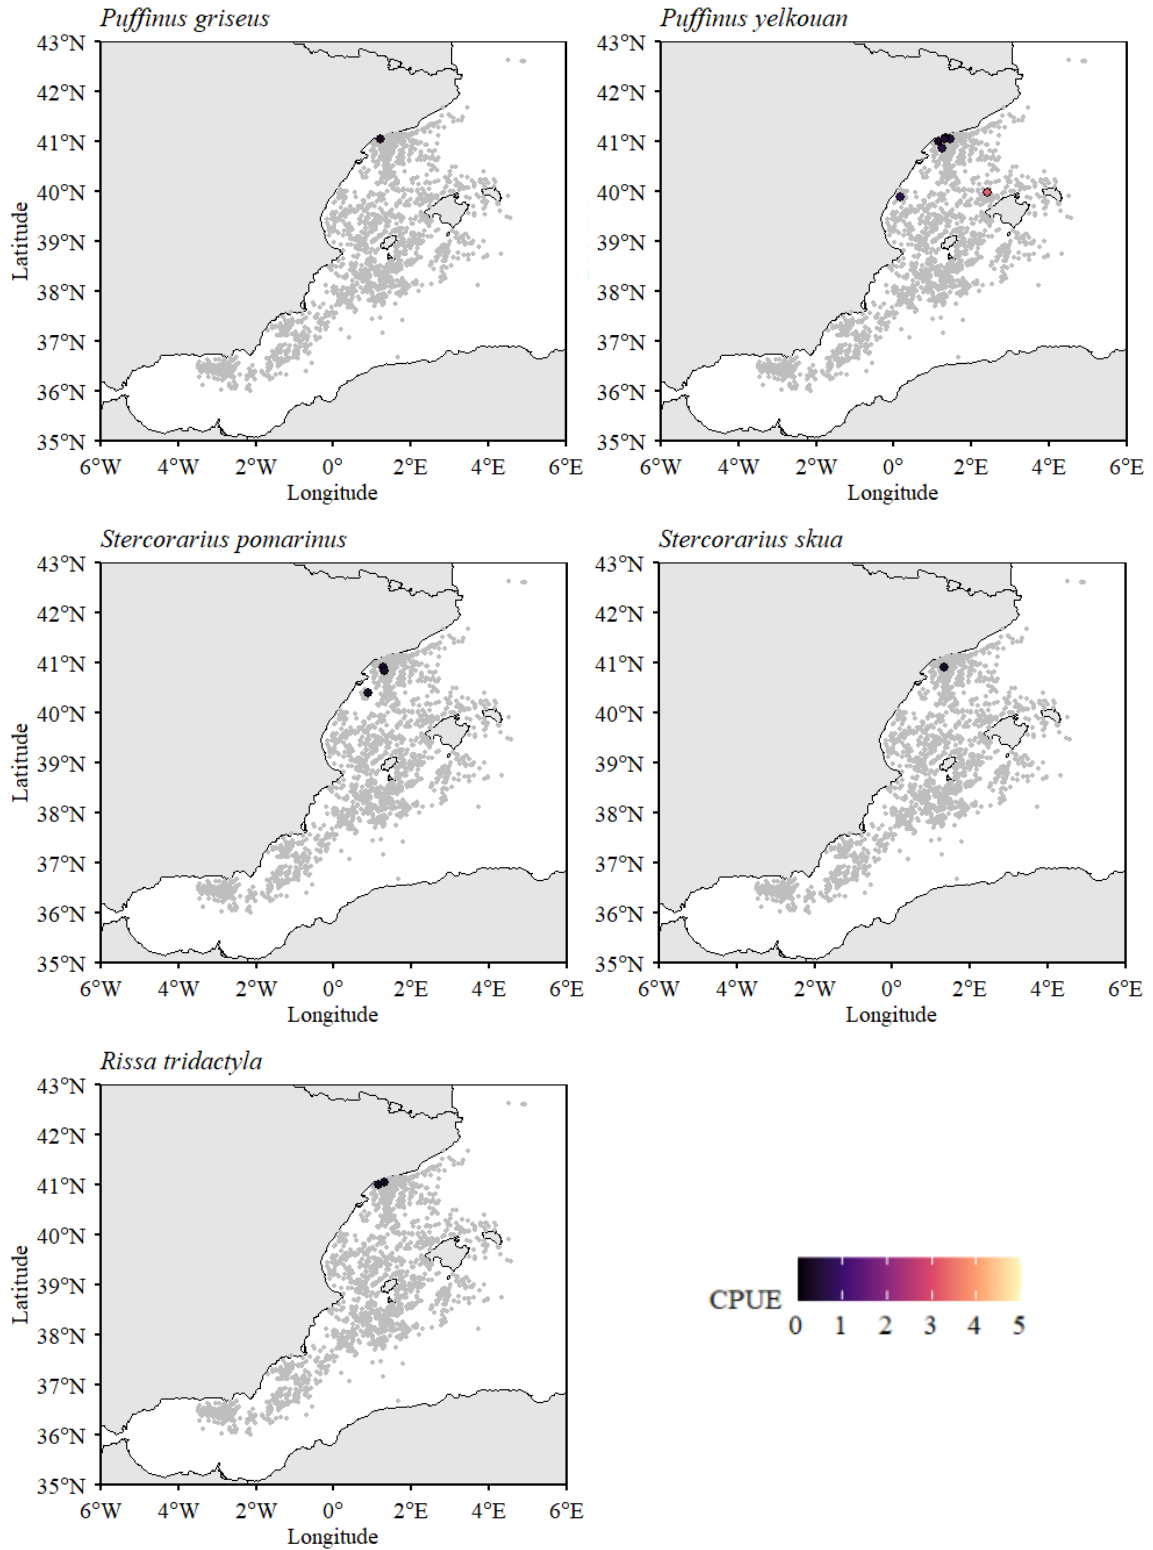 Puffinus griseus
Puffinus yelkouan
43°N
42°N
41°N
40°N
39°N
38°N
37°N
36°N
35°N
Latitude
6°W 4°W 2°W 0° 2°E 4°E 6°E
Longitude
43°N
42°N
41°N
40°N
39°N
38°N
37°N
36°N
35°N
6°W 4°W 2°W 0° 2°E 4°E 6°E
Longitude
Stercorarius pomarinus
Stercorarius skua
43°N
42°N
41°N
40°N
39°N
38°N
37°N
36°N
35°N
Latitude
6°W 4°W 2°W 0° 2°E 4°E 6°E
Longitude
43°N
42°N
41°N
40°N
39°N
38°N
37°N
36°N
35°N
6°W 4°W 2°W 0° 2°E 4°E 6°E
Longitude
Rissa tridactyla
43°N
42°N
41°N
40°N
39°N
38°N
37°N
36°N
35°N
Latitude
6°W 4°W 2°W 0° 2°E 4°E 6°E
Longitude
CPUE
0 1 2 3 4 5